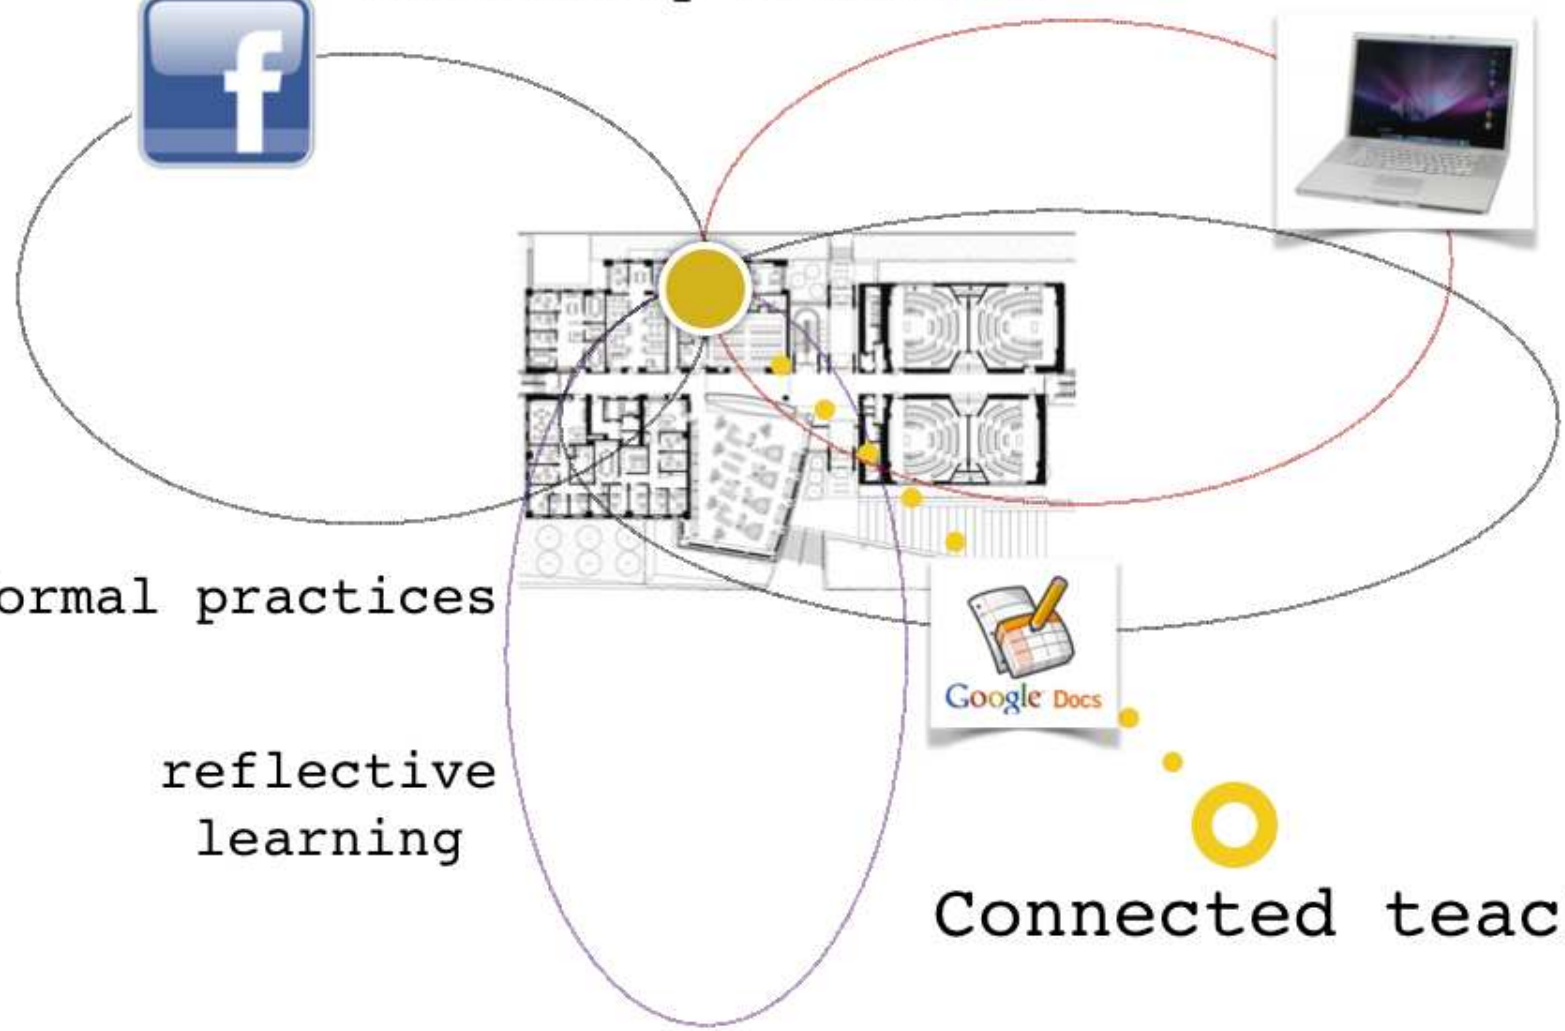 f
ormal practices
Google Docs
reflective
learning
Connected teac